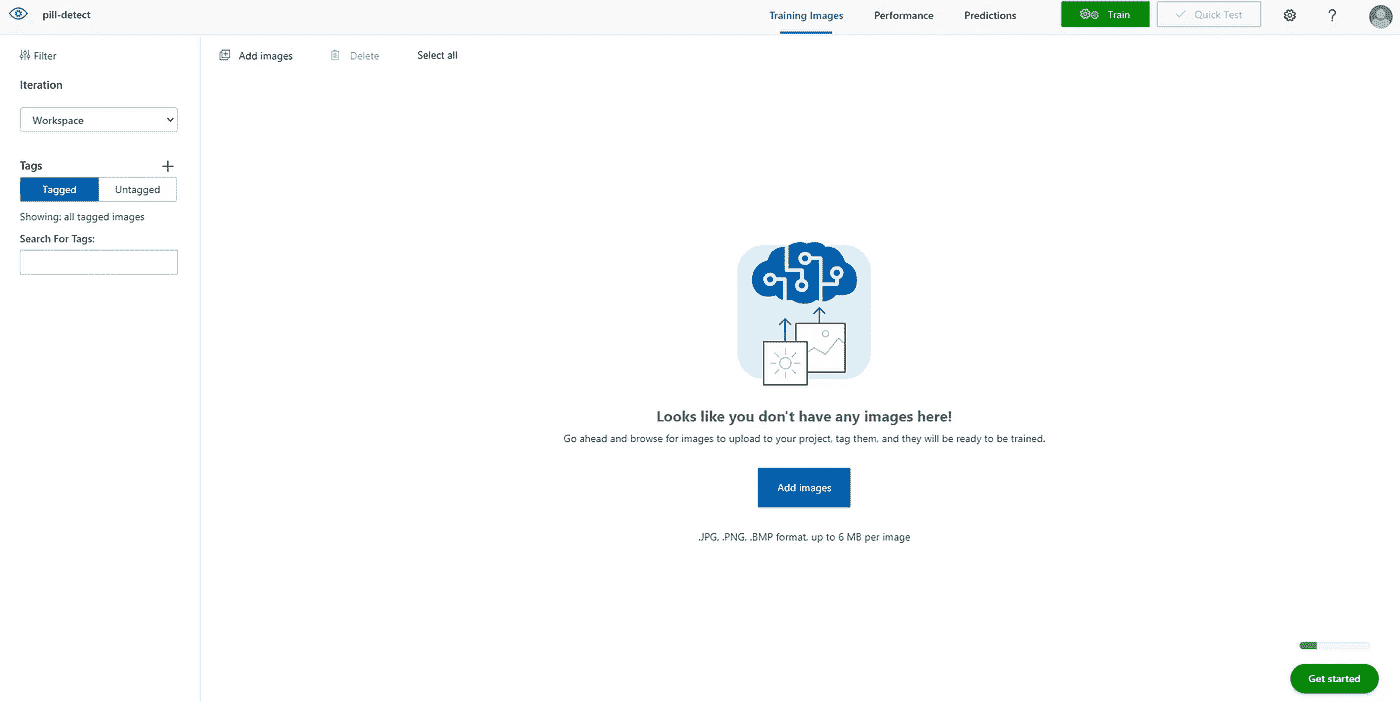 pill-detect
Training Images
Performance
Predictions
Train
Quick Test
?
Filter
Iteration
Workspace
Tags
Tagged
Untagged
Showing: all tagged images
Search For Tags:
Add images
Delete
Select all
Looks like you don't have any images here!
Go ahead and browse for images to upload to your project, tag them, and they will be ready to be trained.
Add images
.JPG, .PNG, .BMP format, up to 6 MB per image
Get started